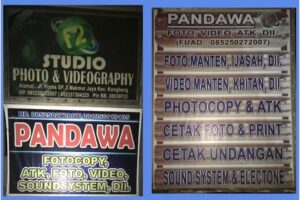 F2
STUDIO
PHOTO & VIDEOGRAPHY
PANDAWA
FOTOCOPY,
ATK, FOTO, VIDEO,
SOUNDSYSTEM, Dll.
PANDAWA
FOTO, VIDEO, ATK, Dll.
(FUAD : 085250272007)
FOTO MANTEN, IJASAH, Dll.
VIDEO MANTEN, KHITAN, Dll.
PHOTOCOPY & ATK
CETAK FOTO & PRINT
CETAK UNDANGAN
SOUND SYSTEM & ELECTONE